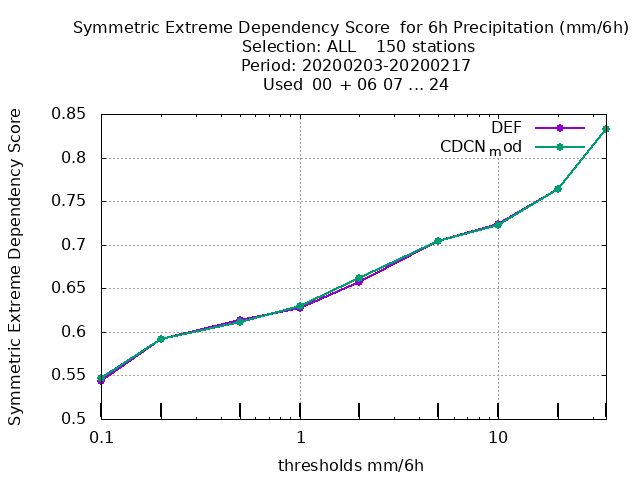 Symmetric Extreme Dependency Score  for 6h Precipitation (mm/6h)
Selection: ALL    150 stations
Period: 20200203-20200217
Used  00 + 06 07 ... 24
Symmetric Extreme Dependency Score
0.85
0.8
0.75
0.7
0.65
0.6
0.55
0.5
DEF
CDCNmod
0.1
1
10
thresholds mm/6h